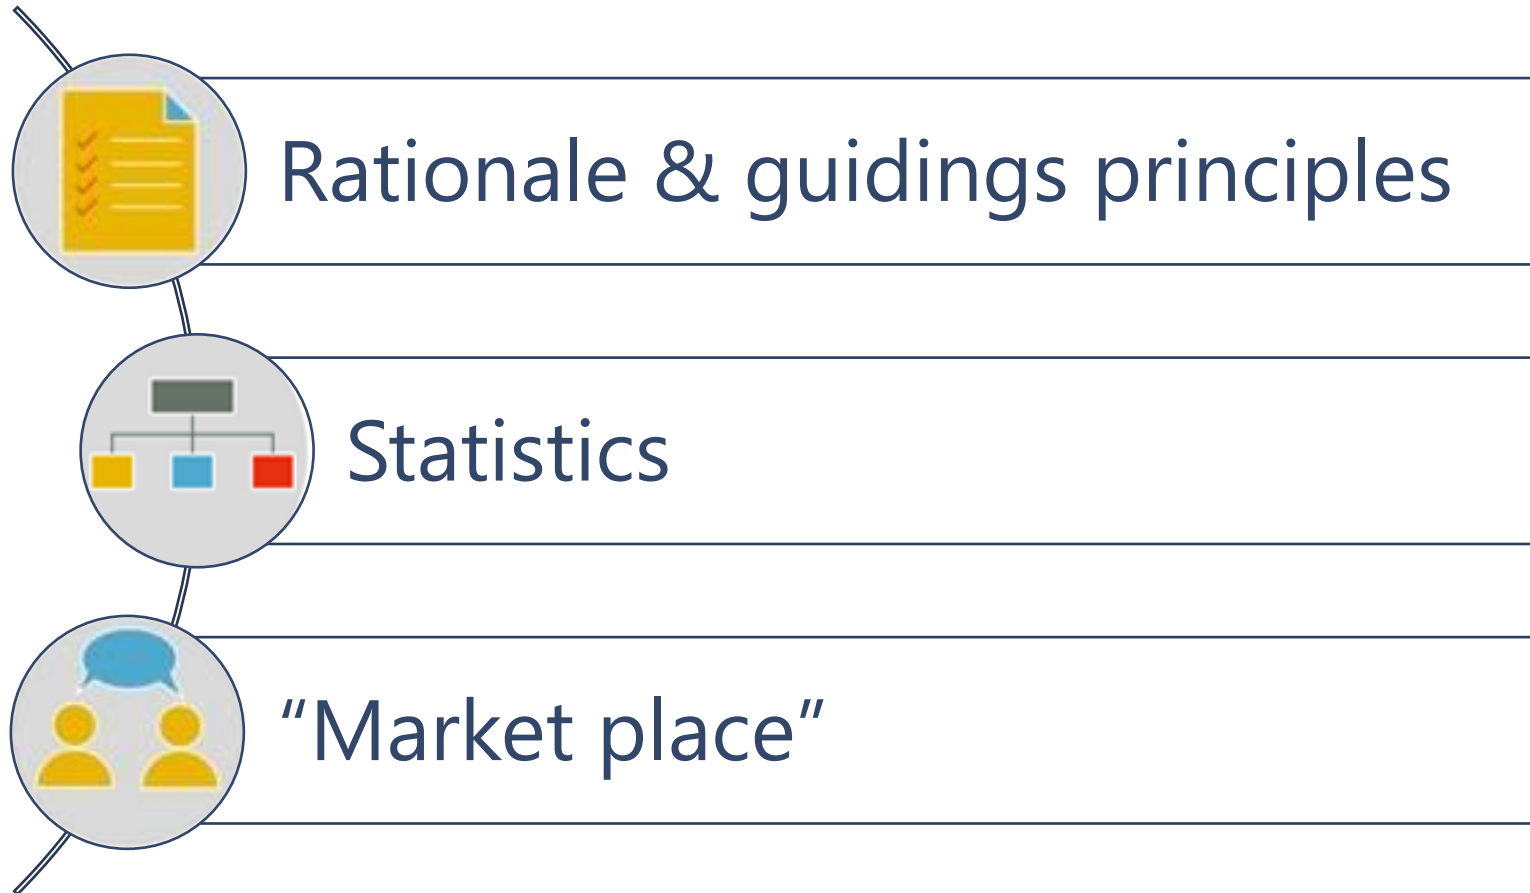 Rationale & guidings principles
Statistics
“Market place”